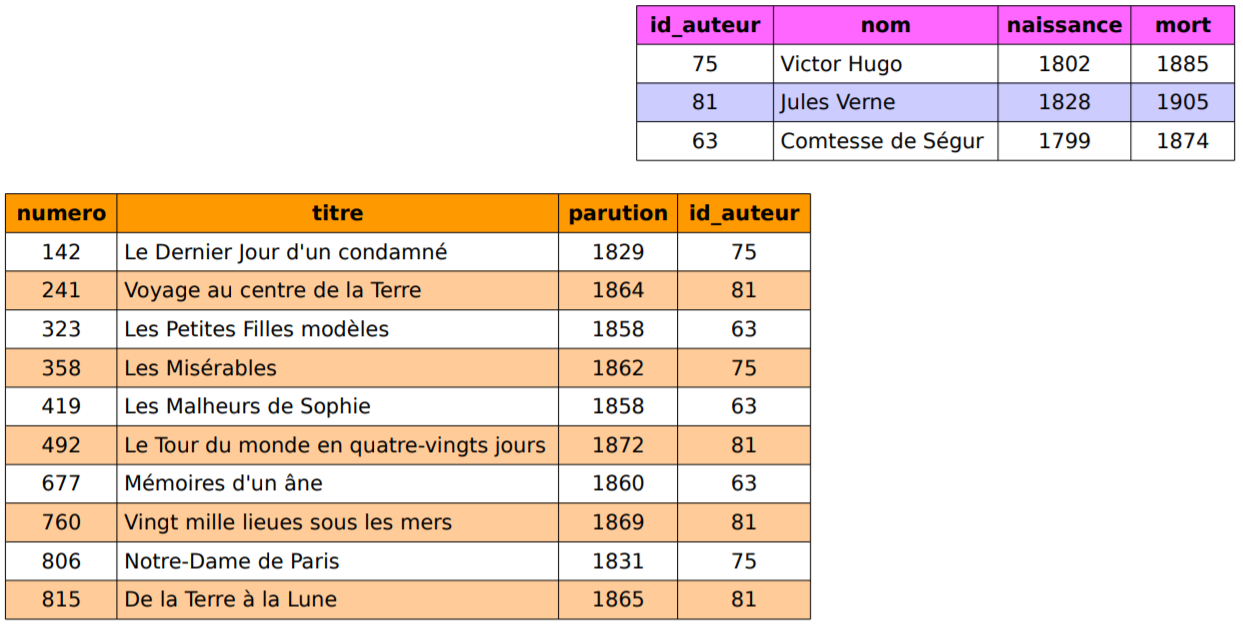 id_auteur nom naissance mort
75 Victor Hugo 1802 1885
81 Jules Verne 1828 1905
63 Comtesse de Ségur 1799 1874
numero titre parution id_auteur
142 Le Dernier Jour d'un condamné 1829 75
241 Voyage au centre de la Terre 1864 81
323 Les Petites Filles modèles 1858 63
358 Les Misérables 1862 75
419 Les Malheurs de Sophie 1858 63
492 Le Tour du monde en quatre-vingts jours 1872 81
677 Mémoires d'un âne 1860 63
760 Vingt mille lieues sous les mers 1869 81
806 Notre-Dame de Paris 1831 75
815 De la Terre à la Lune 1865 81